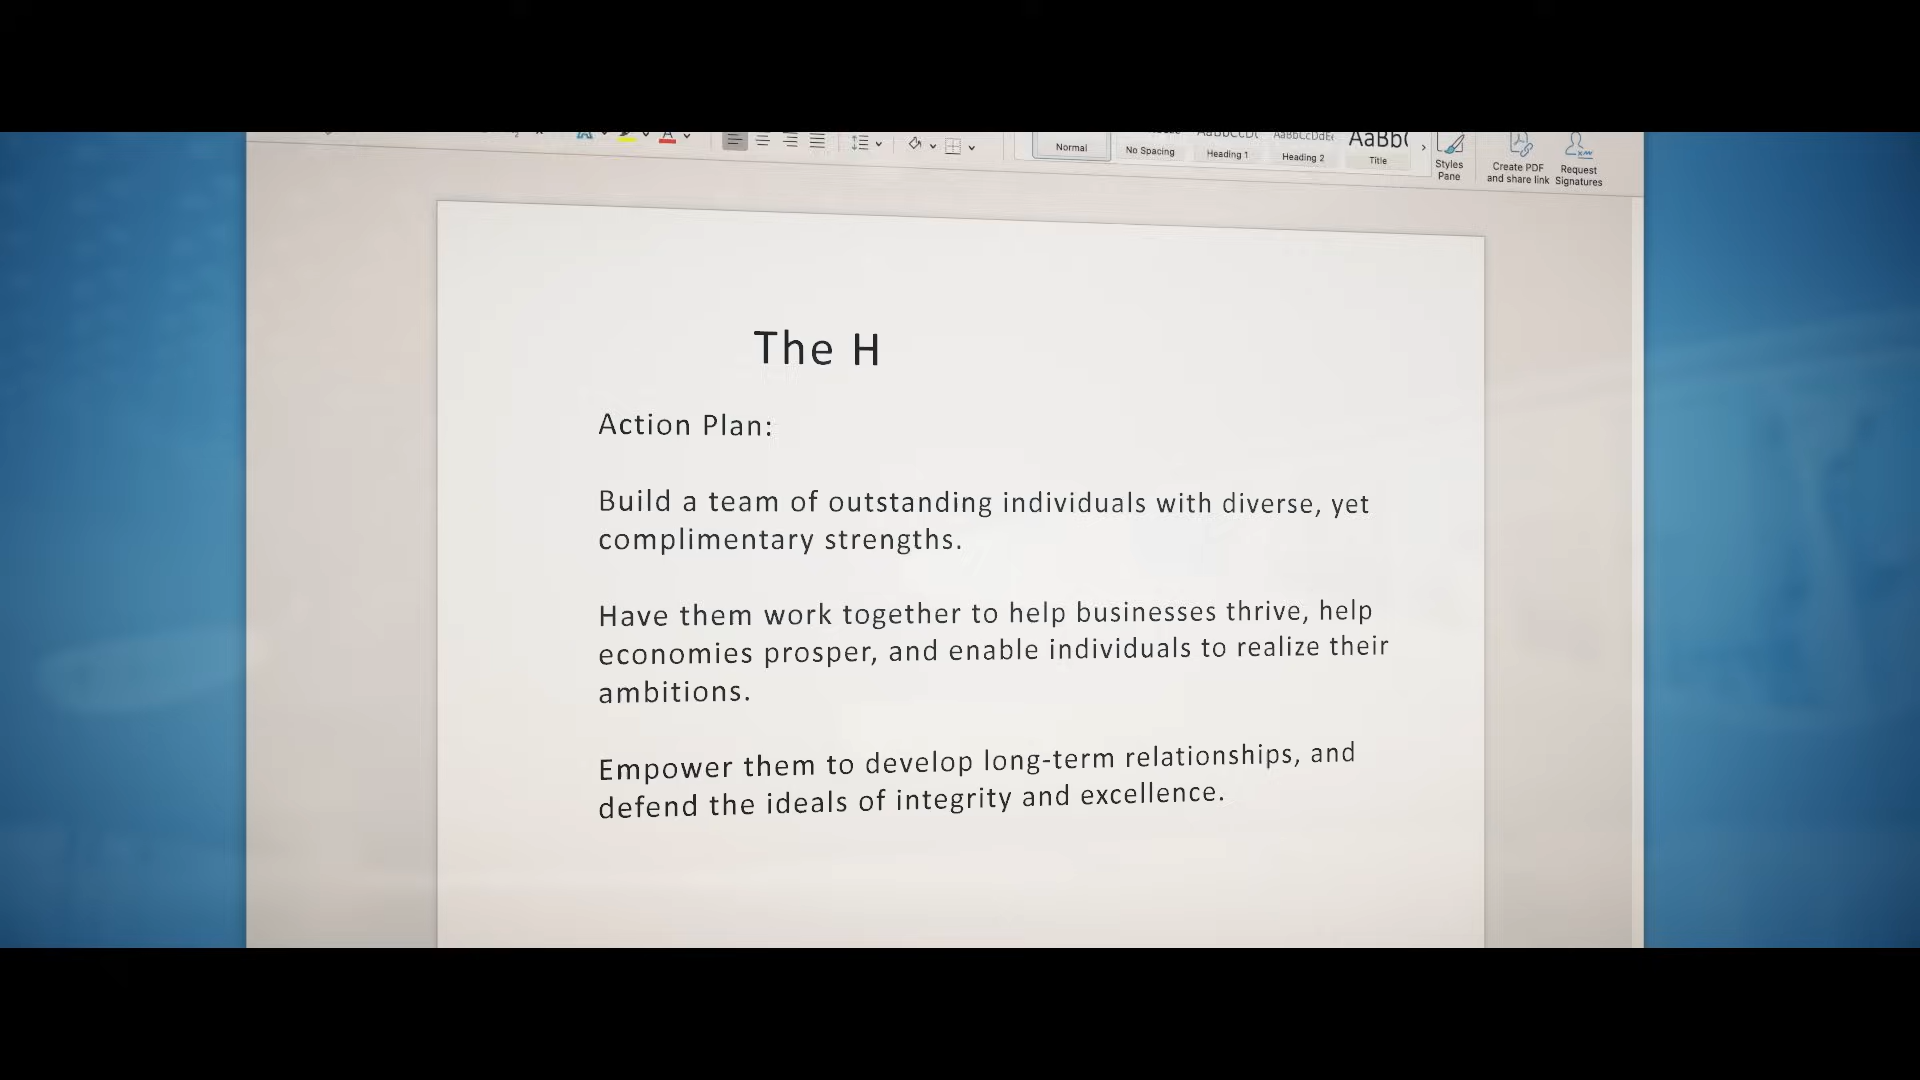 Normal
No Spacing
Heading 1
Heading 2
AaBb(
Title
Styles
Pane
Create PDF
and share link
Request
Signatures
The H
Action Plan:
Build a team of outstanding individuals with diverse, yet
complimentary strengths.
Have them work together to help businesses thrive, help
economies prosper, and enable individuals to realize their
ambitions.
Empower them to develop long-term relationships, and
defend the ideals of integrity and excellence.